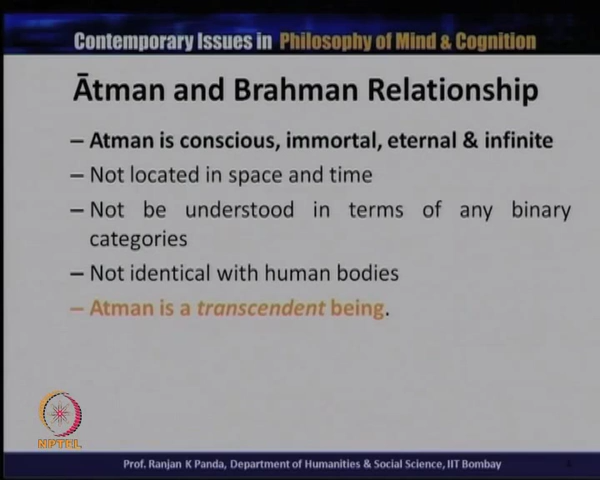 Contemporary Issues in Philosophy of Mind & Cognition
Ātman and Brahman Relationship
– Atman is conscious, immortal, eternal & infinite
– Not located in space and time
– Not be understood in terms of any binary
categories
– Not identical with human bodies
– Atman is a transcendent being.
NPTEL
Prof. Ranjan K Panda, Department of Humanities & Social Science, IIT Bombay